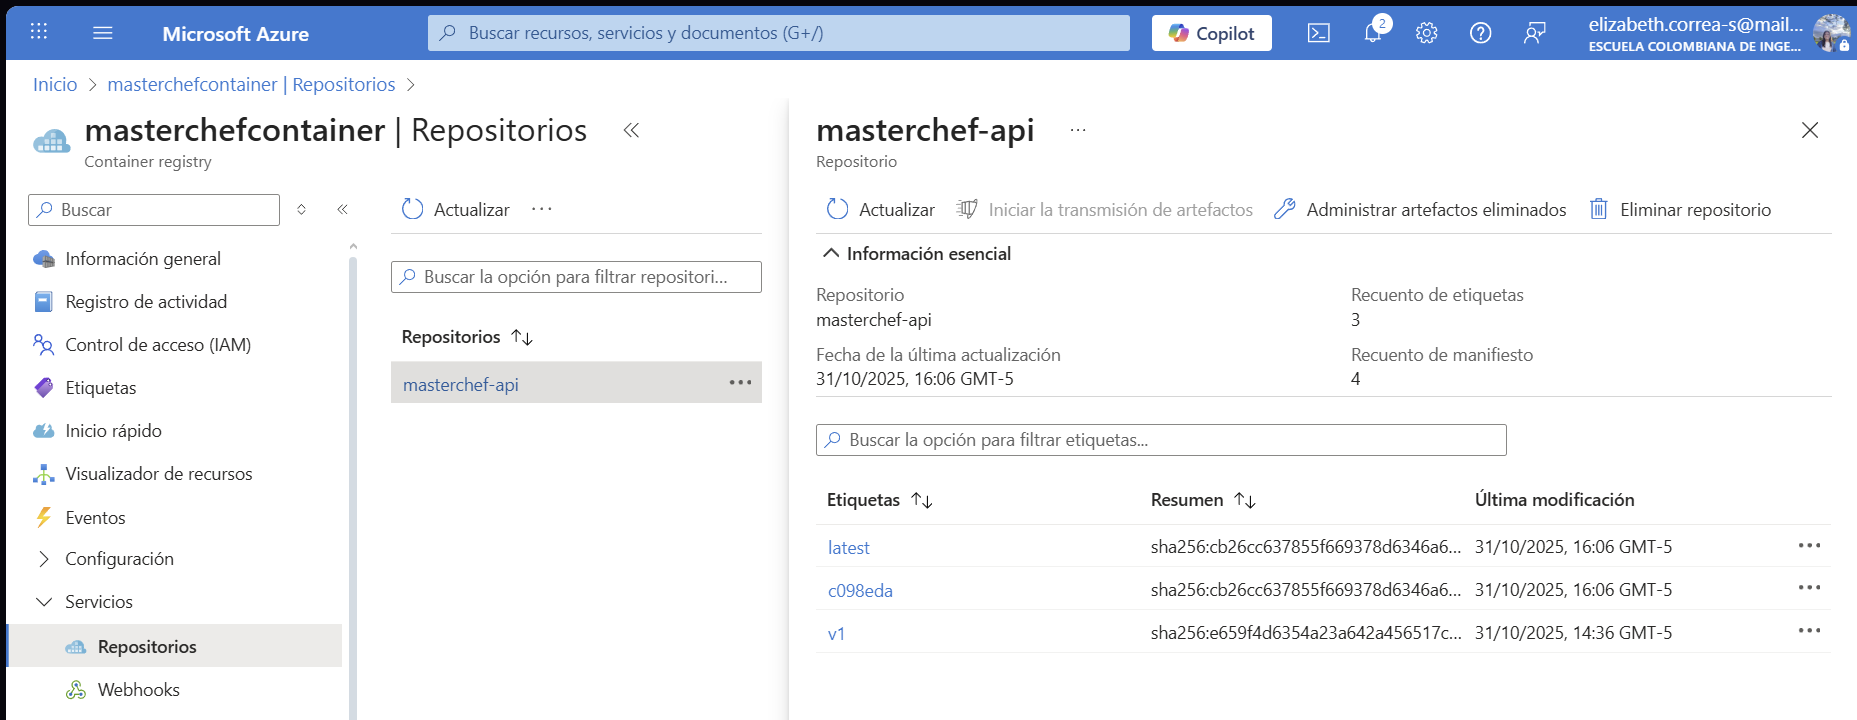 Microsoft Azure
Buscar recursos, servicios y documentos (G+/)
Copilot
2
elizabeth.correa-s@mail...
ESCUELA COLOMBIANA DE INGE...
Inicio > masterchefcontainer | Repositorios >
masterchefcontainer | Repositorios
Container registry
Buscar
Información general
Registro de actividad
Control de acceso (IAM)
Etiquetas
Inicio rápido
Visualizador de recursos
Eventos
Configuración
Servicios
Repositorios
Webhooks
Actualizar
Buscar la opción para filtrar repositori...
Repositorios
masterchef-api
masterchef-api
Repositorio
Actualizar Iniciar la transmisión de artefactos Administrar artefactos eliminados Eliminar repositorio
Información esencial
Repositorio
masterchef-api
Fecha de la última actualización
31/10/2025, 16:06 GMT-5
Recuento de etiquetas
3
Recuento de manifiesto
4
Buscar la opción para filtrar etiquetas...
Etiquetas Resumen Última modificación
latest sha256:cb26cc637855f669378d6346a6... 31/10/2025, 16:06 GMT-5
c098eda sha256:cb26cc637855f669378d6346a6... 31/10/2025, 16:06 GMT-5
v1 sha256:e659f4d6354a23a642a456517c... 31/10/2025, 14:36 GMT-5